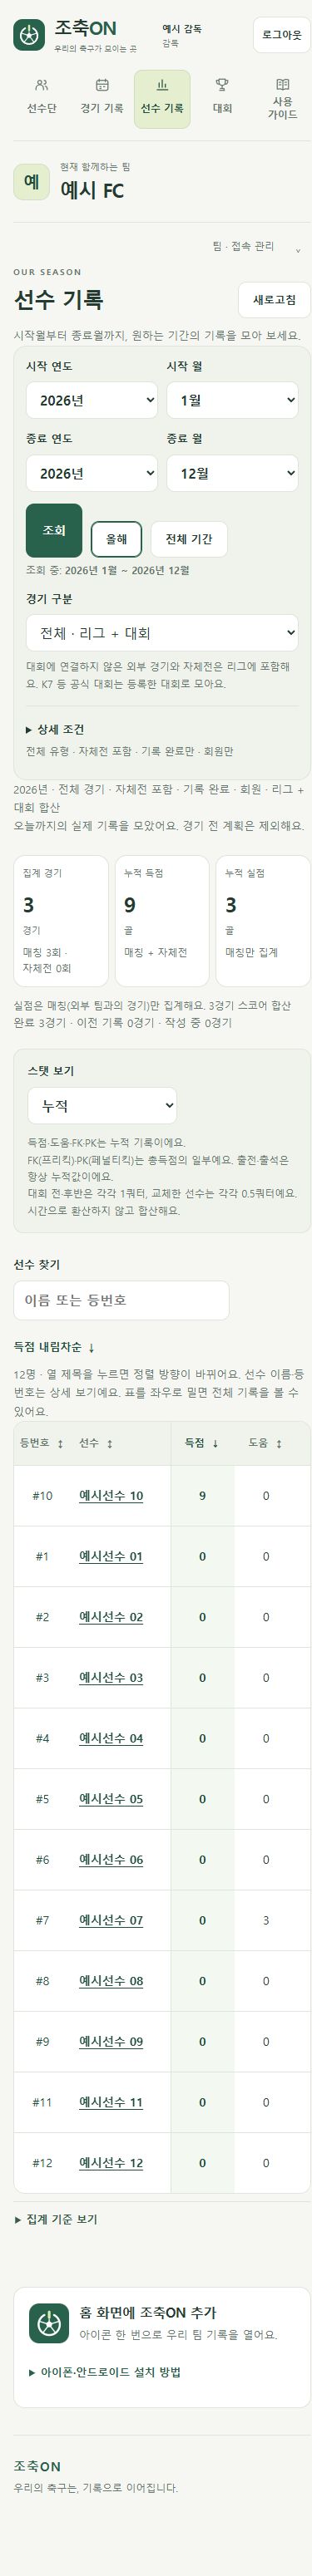 조축ON
우리의 축구가 모이는 곳
예시 감독
감독
로그아웃
선수단
경기 기록
선수 기록
대회
사용
가이드
예
현재 함께하는 팀
예시 FC
팀 · 접속 관리
OUR SEASON
선수 기록
새로고침
시작월부터 종료월까지, 원하는 기간의 기록을 모아 보세요.
시작 연도
시작 월
2026년
1월
종료 연도
종료 월
2026년
12월
조회
올해
전체 기간
조회 중: 2026년 1월 ~ 2026년 12월
경기 구분
전체 · 리그 + 대회
대회에 연결하지 않은 외부 경기와 자체전은 리그에 포함해
요. K7 등 공식 대회는 등록한 대회로 모아요.
▶ 상세 조건
전체 유형 · 자체전 포함 · 기록 완료만 · 회원만
2026년 · 전체 경기 · 자체전 포함 · 기록 완료 · 회원 · 리그 +
대회 합산
오늘까지의 실제 기록을 모았어요. 경기 전 계획은 제외해요.
집계 경기
3
경기
매칭 3회 ·
자체전 0회
누적 득점
9
골
매칭 + 자체전
누적 실점
3
골
매칭만 집계
실점은 매칭(외부 팀과의 경기)만 집계해요. 3경기 스코어 합산
완료 3경기 · 이전 기록 0경기 · 작성 중 0경기
스탯 보기
누적
득점·도움·FK·PK는 누적 기록이에요.
FK(프리킥)·PK(페널티킥)는 총득점의 일부예요. 출전·출석은
항상 누적값이에요.
대회 전·후반은 각각 1쿼터, 교체한 선수는 각각 0.5쿼터예요.
시간으로 환산하지 않고 합산해요.
선수 찾기
이름 또는 등번호
득점 내림차순 ↓
12명 · 열 제목을 누르면 정렬 방향이 바뀌어요. 선수 이름·등
번호는 상세 보기예요. 표를 좌우로 밀면 전체 기록을 볼 수
있어요.
등번호 ↕ 선수 ↕ 득점 ↓ 도움 ↕
#10 예시선수 10 9 0
#1 예시선수 01 0 0
#2 예시선수 02 0 0
#3 예시선수 03 0 0
#4 예시선수 04 0 0
#5 예시선수 05 0 0
#6 예시선수 06 0 0
#7 예시선수 07 0 3
#8 예시선수 08 0 0
#9 예시선수 09 0 0
#11 예시선수 11 0 0
#12 예시선수 12 0 0
▶ 집계 기준 보기
홈 화면에 조축ON 추가
아이콘 한 번으로 우리 팀 기록을 열어요.
▶ 아이폰·안드로이드 설치 방법
조축ON
우리의 축구는, 기록으로 이어집니다.